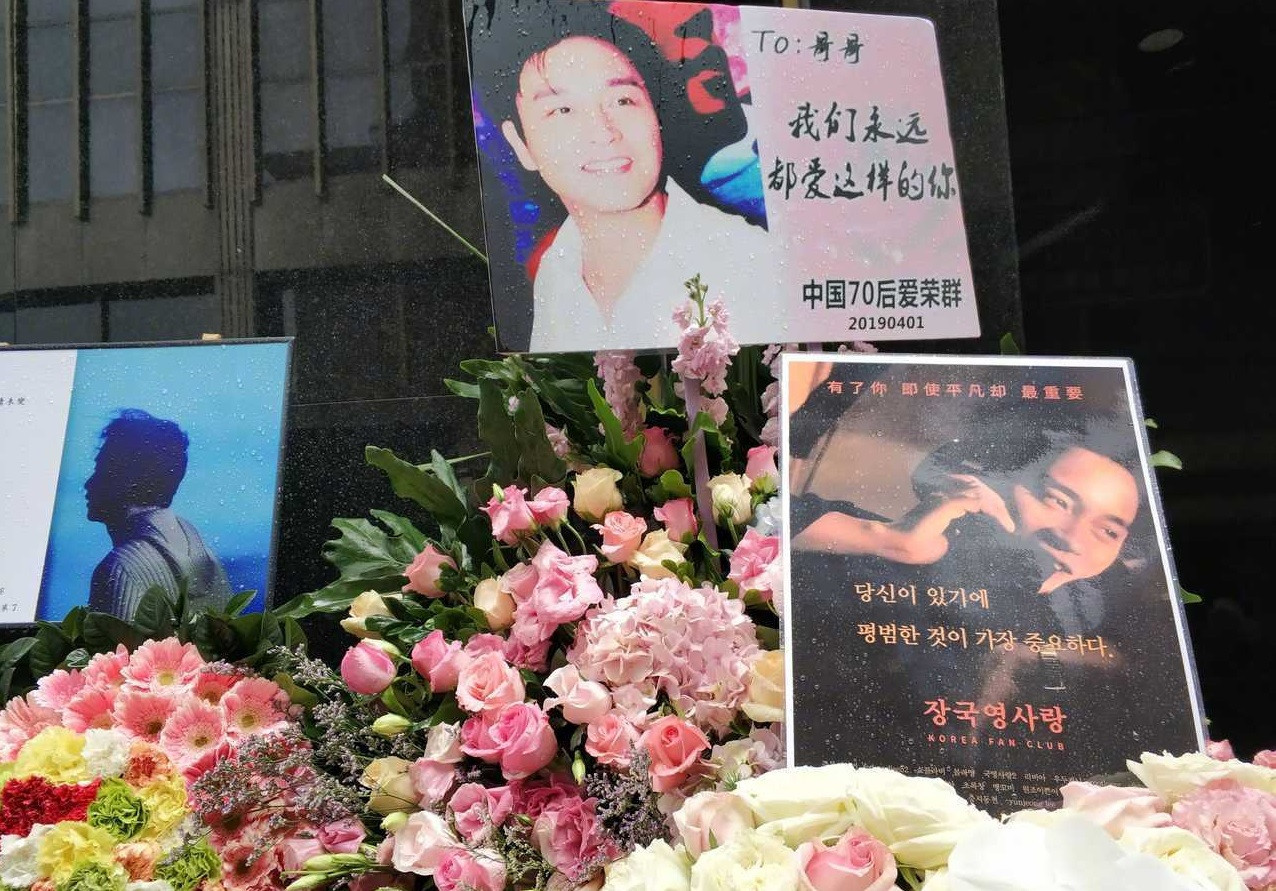 To:哥哥
我们永远
都爱这样的你
中国70后爱荣群
20190401
有了你 即使平凡却 最重要
당신이 있기에
평범한 것이 가장 중요하다.
장국영사랑
KOREA FAN CLUB